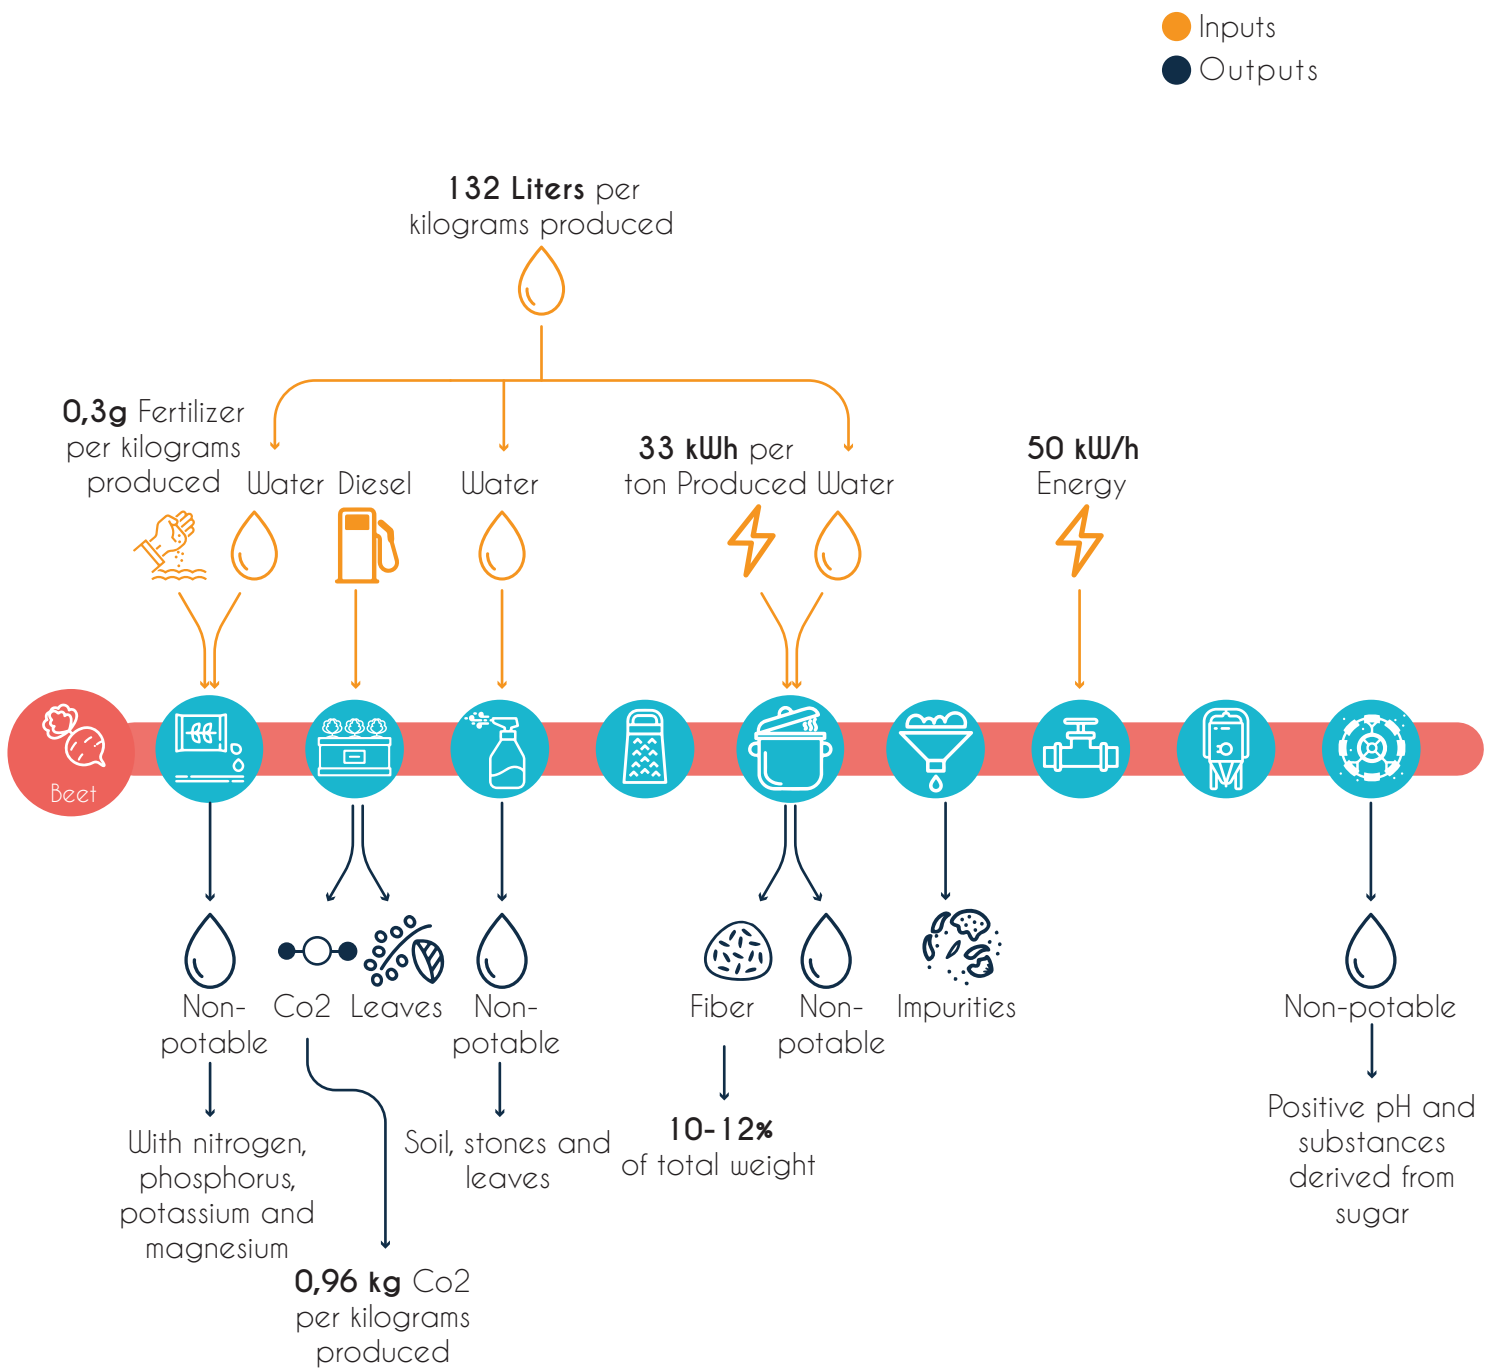 Inputs
Outputs
132 Liters per
kilograms produced
0,3g Fertilizer
per kilograms
produced
Water
Diesel
Water
33 kWh per
ton Produced
Water
50 kW/h
Energy
Beet
Non-
potable
With nitrogen,
phosphorus,
potassium and
magnesium
Co2
0,96 kg Co2
per kilograms
produced
Leaves
Non-
potable
Soil, stones and
leaves
Fiber
10-12%
of total weight
Non-
potable
Impurities
Non-potable
Positive pH and
substances
derived from
sugar